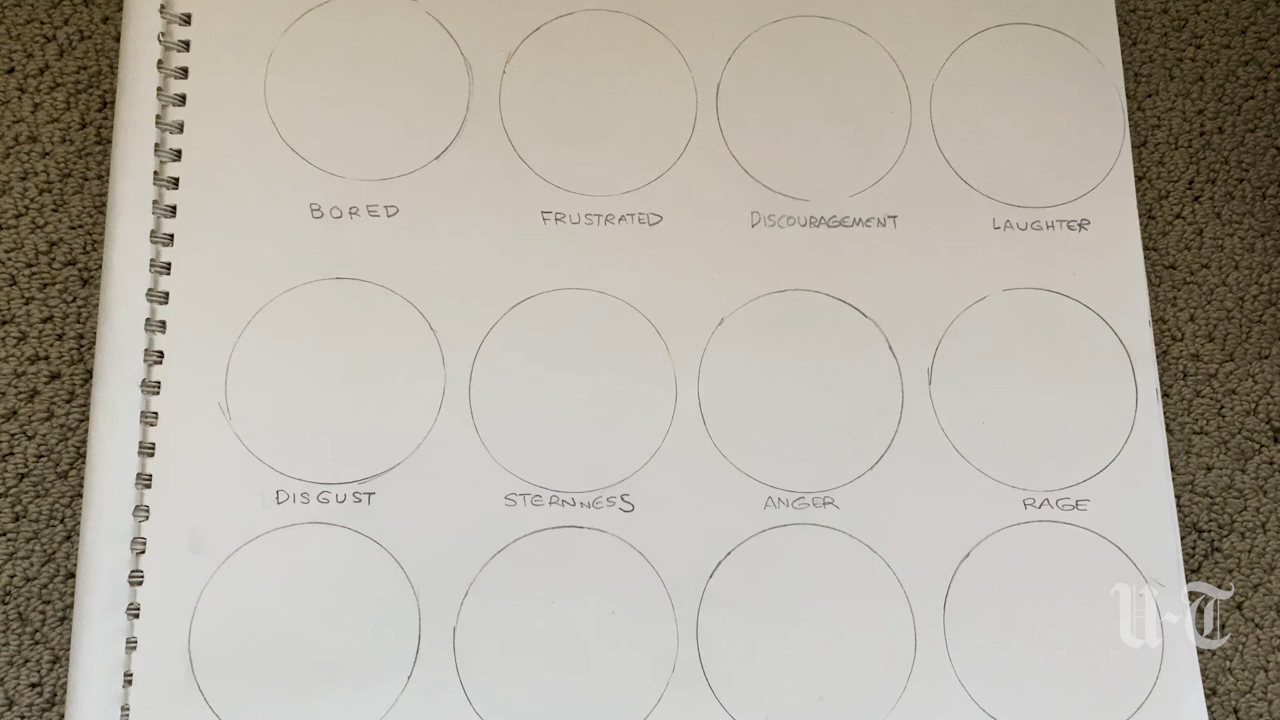 BORED FRUSTRATED DISCOURAGEMENT LAUGHTER
DISGUST STERNNESS ANGER RAGE
U-T